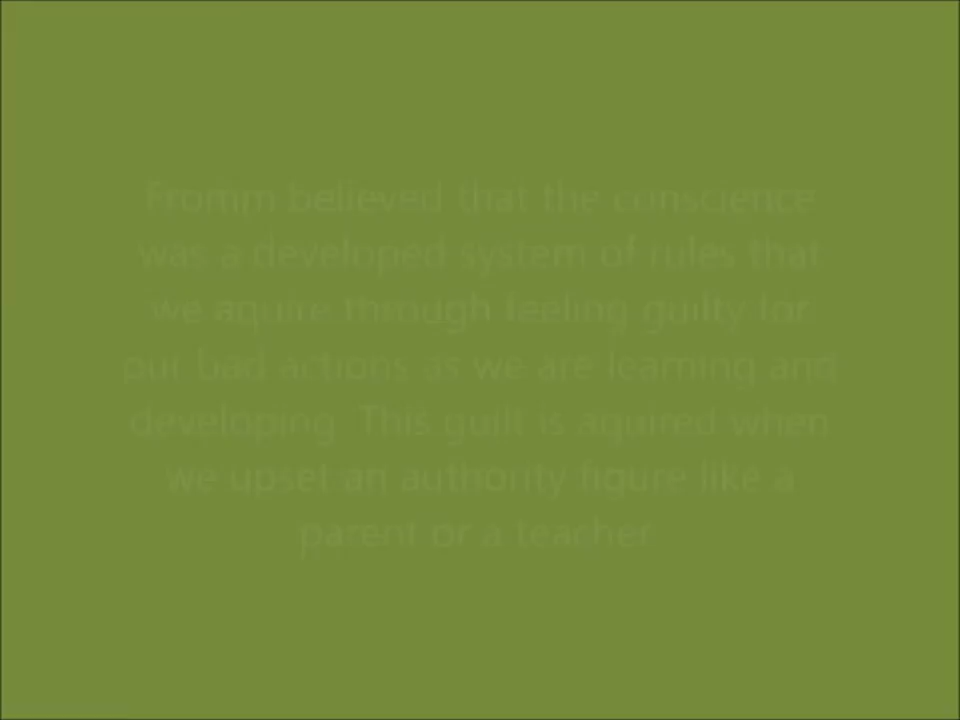 Fromm believed that the conscience
was a developed system of rules that
we aquire through feeling guilty for
our bad actions as we are learning and
developing. This guilt is aquired when
we upset an authority figure like a
parent or a teacher